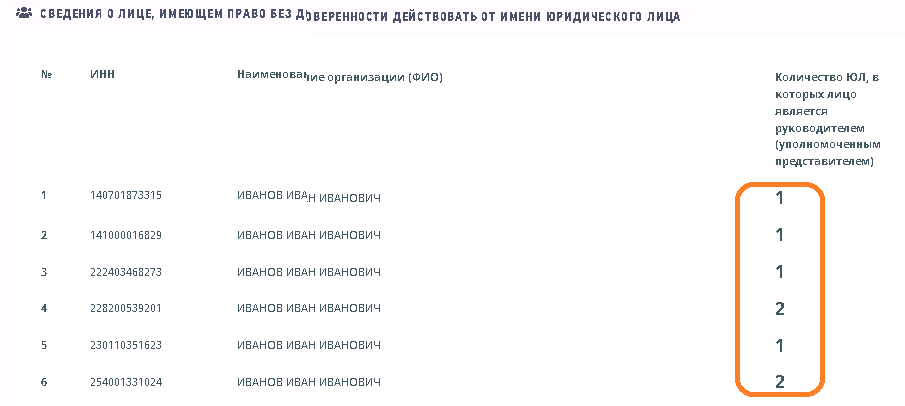 СВЕДЕНИЯ О ЛИЦЕ, ИМЕЮЩЕМ ПРАВО БЕЗ ДОВЕРЕННОСТИ ДЕЙСТВОВАТЬ ОТ ИМЕНИ ЮРИДИЧЕСКОГО ЛИЦА
№ ИНН Наименование организации (ФИО) Количество ЮЛ, в
которых лицо
является
руководителем
(уполномоченным
представителем)
1 140701873315 ИВАНОВ ИВАН ИВАНОВИЧ 1
2 141000016829 ИВАНОВ ИВАН ИВАНОВИЧ 1
3 222403468273 ИВАНОВ ИВАН ИВАНОВИЧ 1
4 228200539201 ИВАНОВ ИВАН ИВАНОВИЧ 2
5 230110351623 ИВАНОВ ИВАН ИВАНОВИЧ 1
6 254001331024 ИВАНОВ ИВАН ИВАНОВИЧ 2